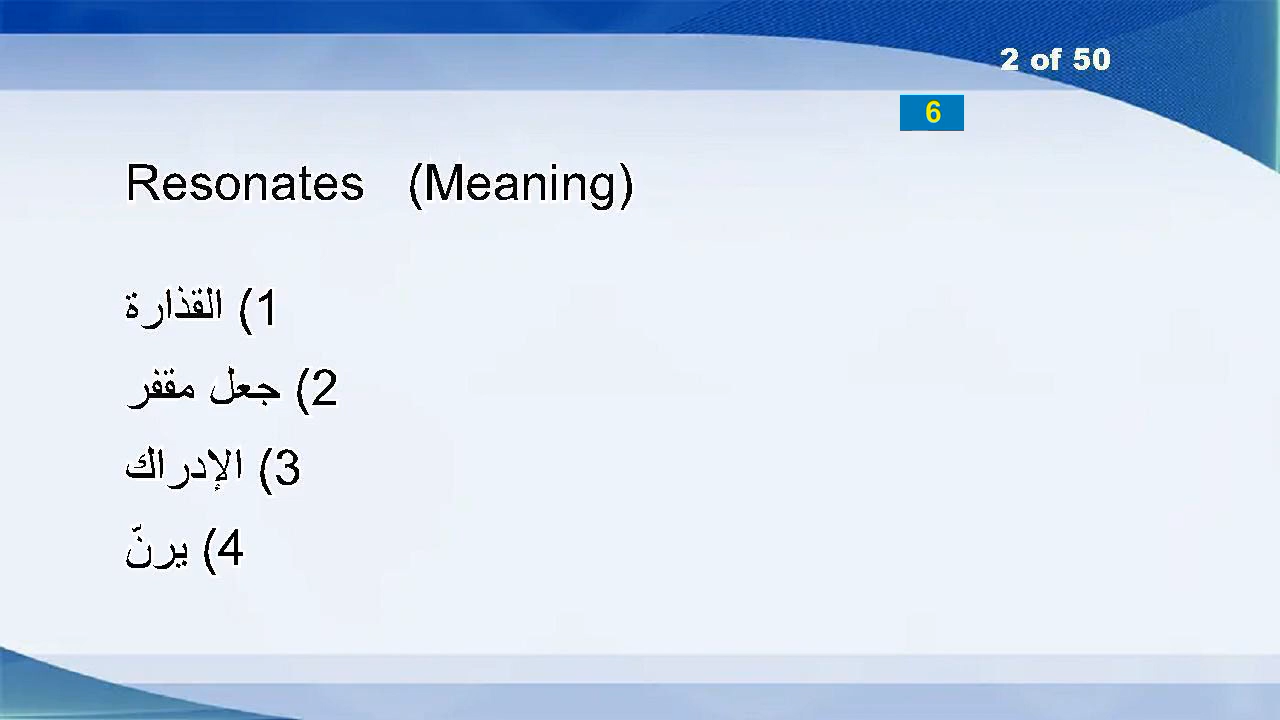 2 of 50
6
Resonates (Meaning)
1) القذارة
2) جعل مقفر
3) الإدراك
4) يرنّ